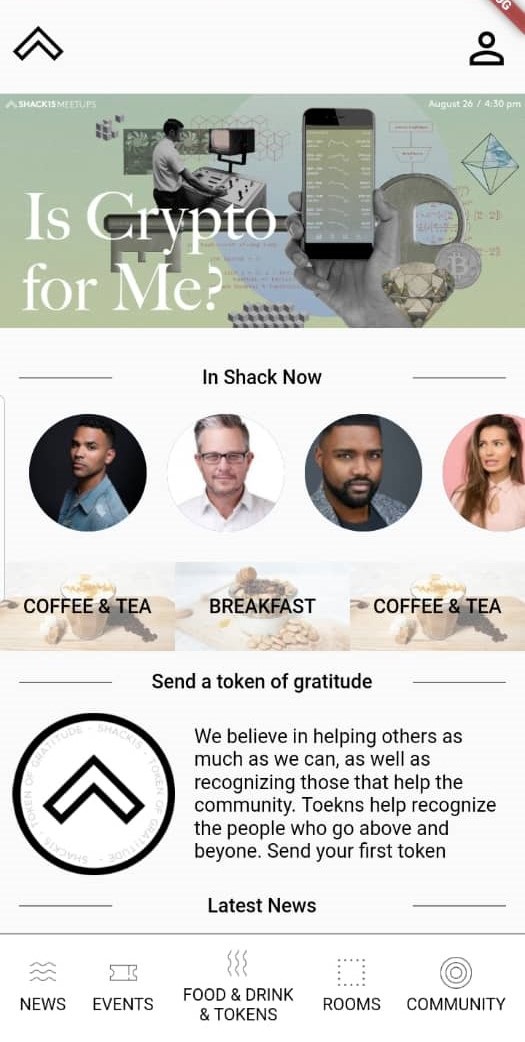 SHACK15 MEETUPS
August 26 / 4:30 pm
Is Crypto
for Me?
In Shack Now
COFFEE & TEA
BREAKFAST
COFFEE & TEA
Send a token of gratitude
TOKEN OF GRATITUDE - SHACK15 - TOKEN OF GRATITUDE - SHACK15 -
We believe in helping others as
much as we can, as well as
recognizing those that help the
community. Toekns help recognize
the people who go above and
beyone. Send your first token
Latest News
NEWS
EVENTS
FOOD & DRINK
& TOKENS
ROOMS
COMMUNITY